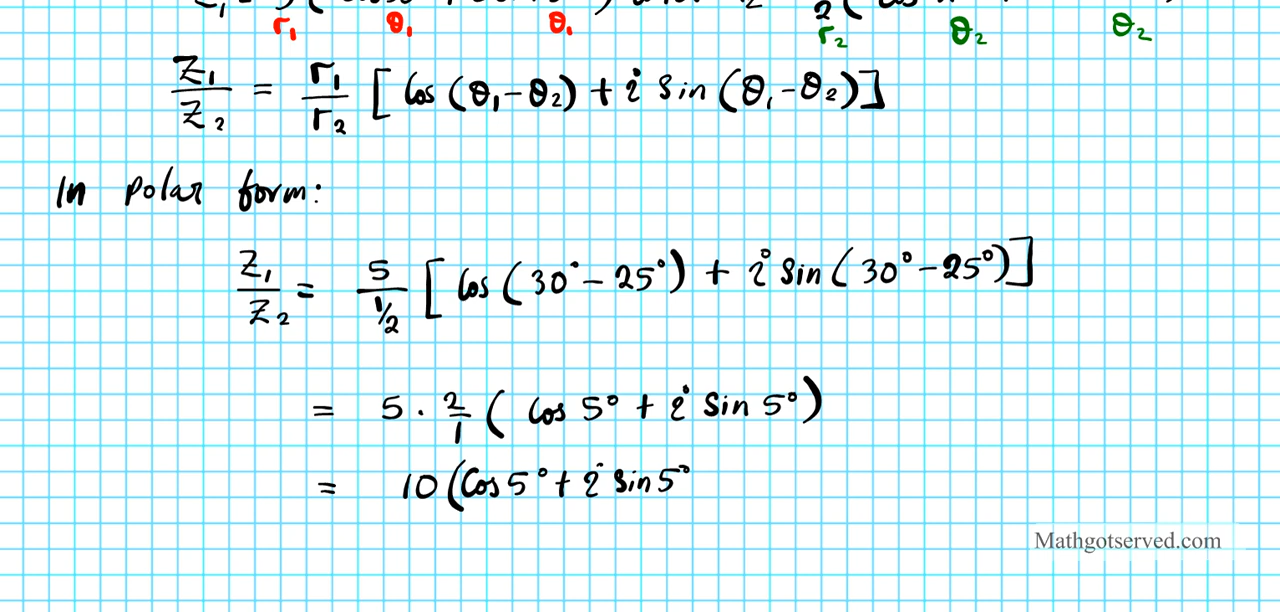 r₁ θ₁ θ₁ r₂ θ₂ θ₂
Z₁/Z₂ = r₁/r₂ [Cos(θ₁-θ₂) + i Sin(θ₁-θ₂)]
In polar form:
Z₁/Z₂ = 5/(1/2) [Cos(30°-25°) + i Sin(30°-25°)]
= 5 · 2/1 (Cos 5° + i Sin 5°)
= 10 (Cos 5° + i Sin 5°
Mathgotserved.com